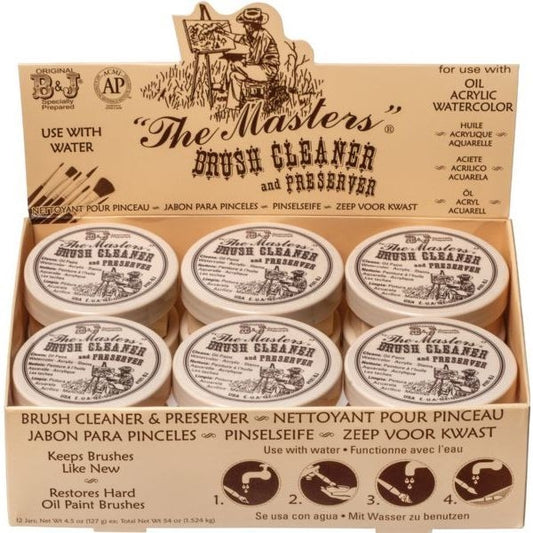 ORIGINAL
B&J
Specially
Prepared
ACMI
AP
USE WITH
WATER
"The Masters"®
BRUSH CLEANER
and PRESERVER
for use with
OIL
ACRYLIC
WATERCOLOR
HUILE
ACRYLIQUE
AQUARELLE
ACIETE
ACRILICO
ACUARELA
ÖL
ACRYL
ACUARELL
NETTOYANT POUR PINCEAU ~ JABON PARA PINCELES ~ PINSELSEIFE ~ ZEEP VOOR KWAST
B&J
"The Masters"
BRUSH CLEANER
and PRESERVER
B&J
"The Masters"
BRUSH CLEANER
and PRESERVER
B&J
"The Masters"
BRUSH CLEANER
and PRESERVER
B&J
"The Masters"
BRUSH CLEANER
and PRESERVER
B&J
"The Masters"
BRUSH CLEANER
and PRESERVER
B&J
"The Masters"
BRUSH CLEANER
and PRESERVER
BRUSH CLEANER & PRESERVER ~ NETTOYANT POUR PINCEAU
JABON PARA PINCELES ~ PINSELSEIFE ~ ZEEP VOOR KWAST
Keeps Brushes
Like New
Restores Hard
Oil Paint Brushes
12 Jars; Net Wt 4.5 oz (127 g) ea; Total Net Wt 54 oz (1.524 kg)
Use with water • Functionne avec l'eau
1. 2. 3. 4.
Se usa con agua • Mit Wasser zu benutzen